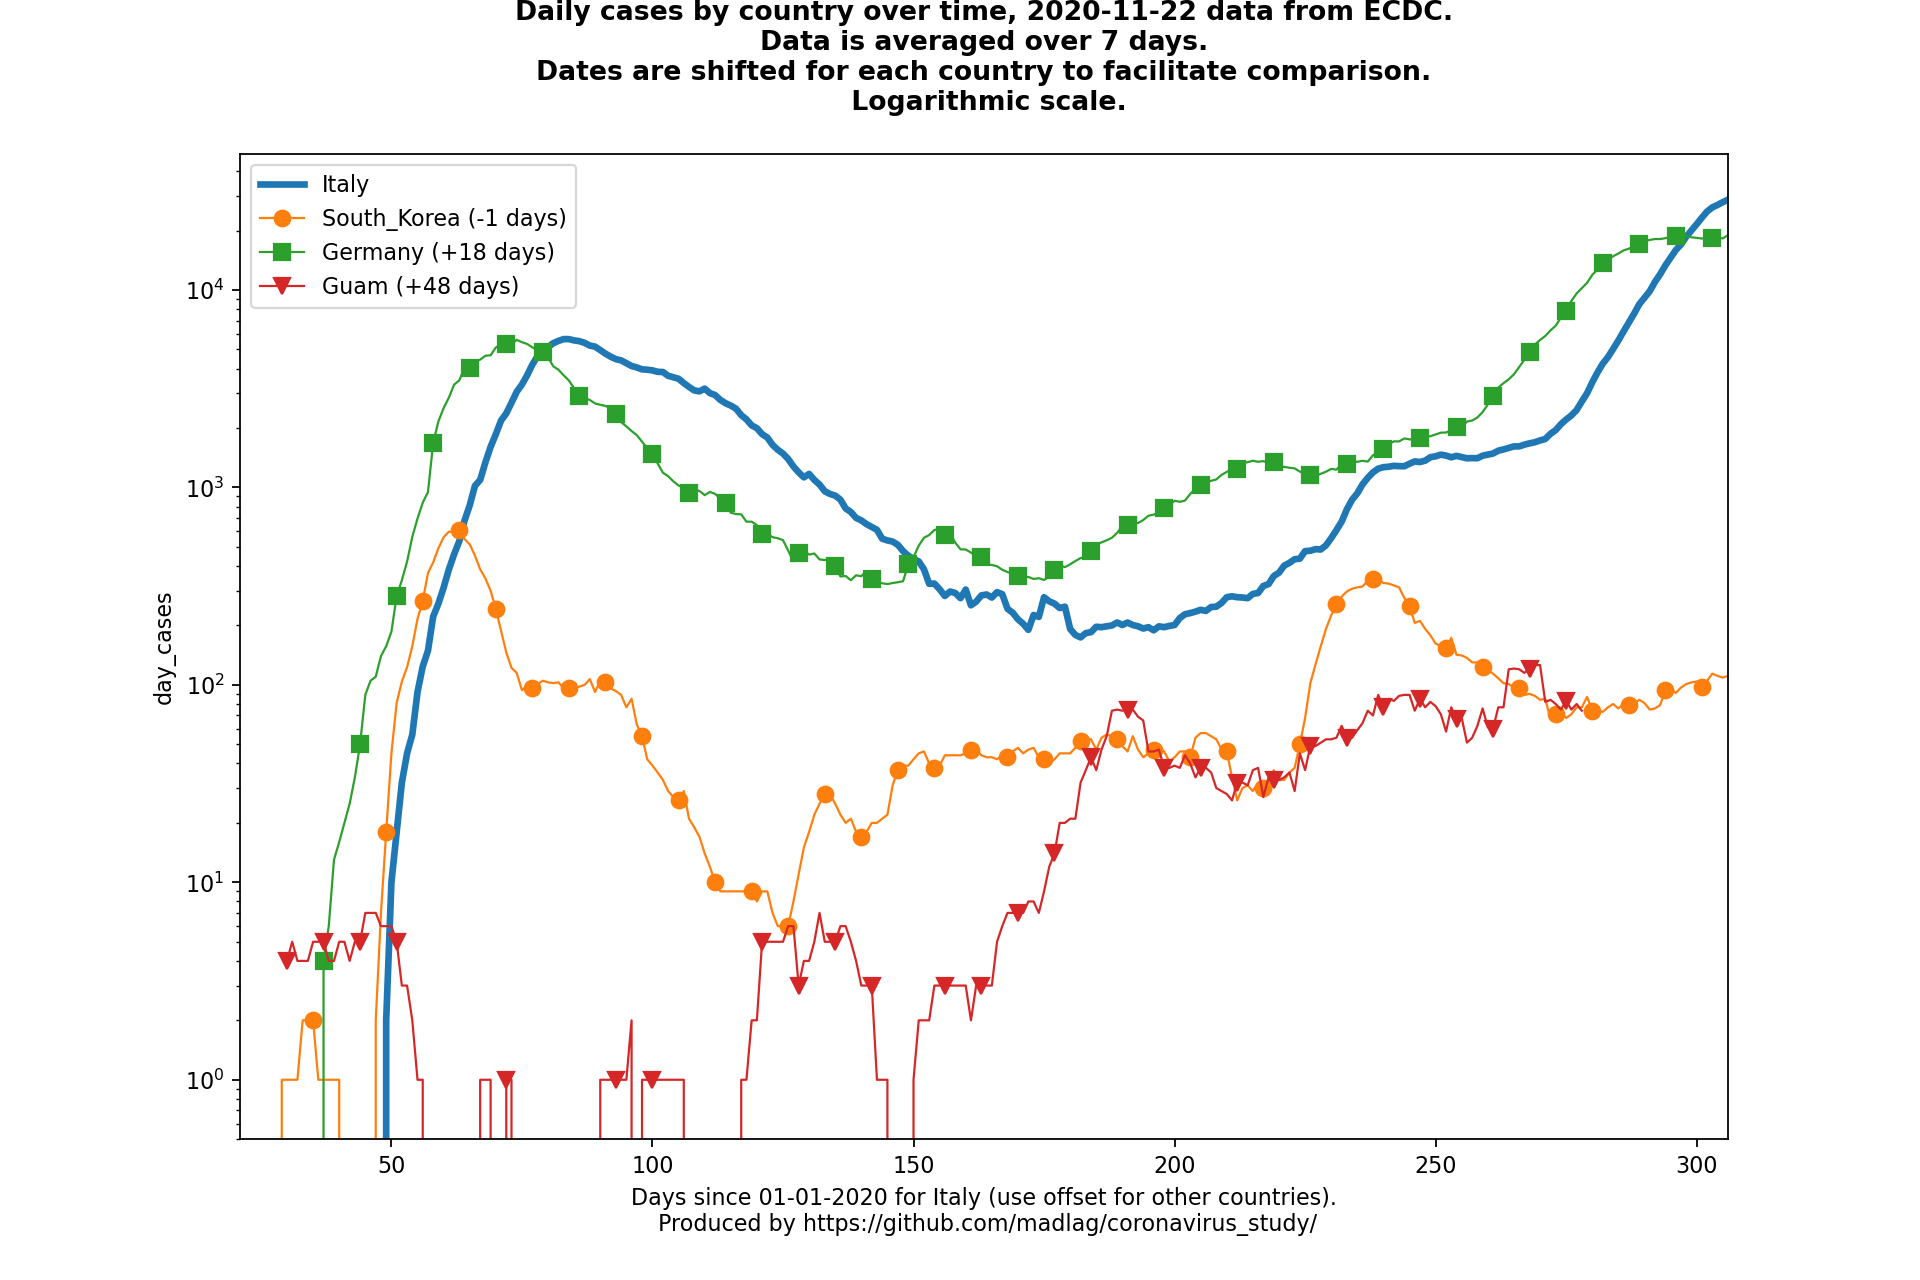 Daily cases by country over time, 2020-11-22 data from ECDC.
Data is averaged over 7 days.
Dates are shifted for each country to facilitate comparison.
Logarithmic scale.
Italy
South_Korea (-1 days)
Germany (+18 days)
Guam (+48 days)
day_cases
10⁴
10³
10²
10¹
10⁰
50 100 150 200 250 300
Days since 01-01-2020 for Italy (use offset for other countries).
Produced by https://github.com/madlag/coronavirus_study/